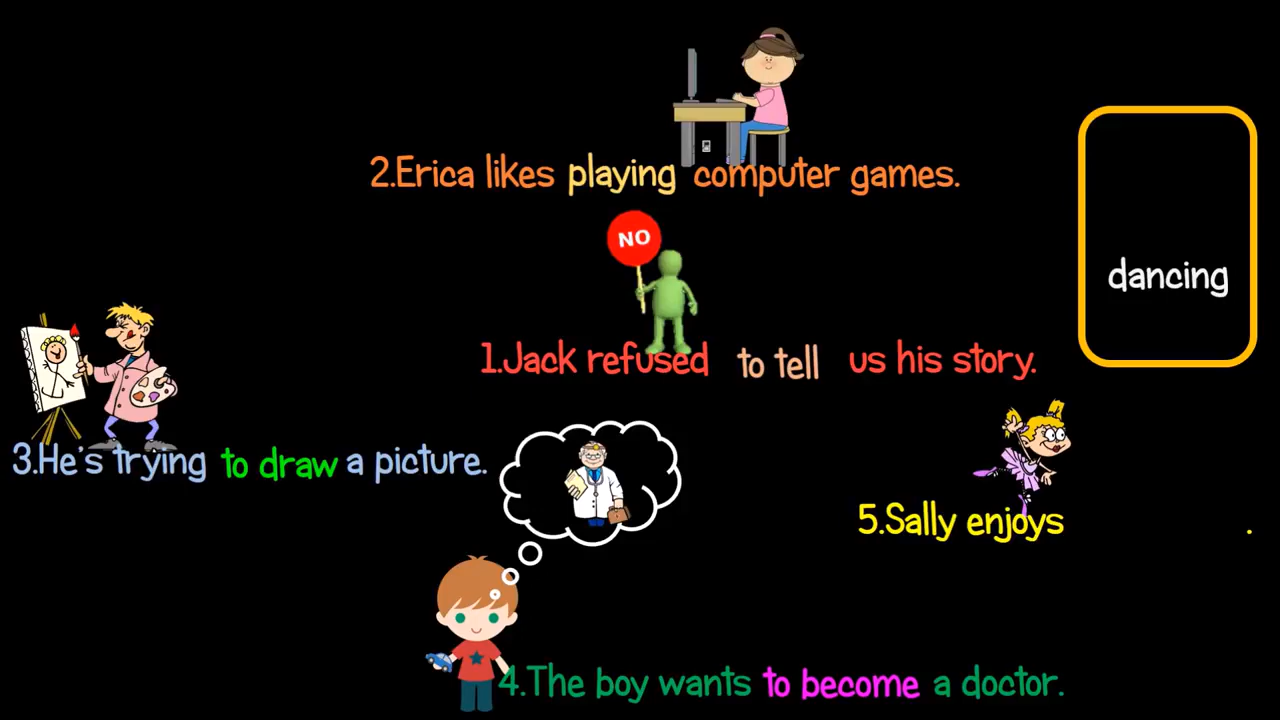 2.Erica likes playing computer games.
NO
dancing
1.Jack refused to tell us his story.
3.He's trying to draw a picture.
5.Sally enjoys .
4.The boy wants to become a doctor.